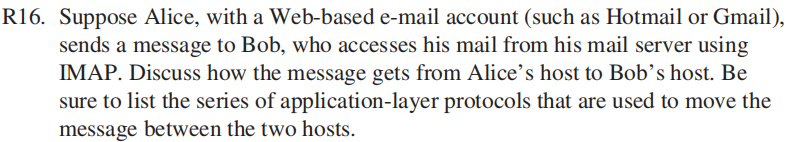 R16. Suppose Alice, with a Web-based e-mail account (such as Hotmail or Gmail),
sends a message to Bob, who accesses his mail from his mail server using
IMAP. Discuss how the message gets from Alice’s host to Bob’s host. Be
sure to list the series of application-layer protocols that are used to move the
message between the two hosts.